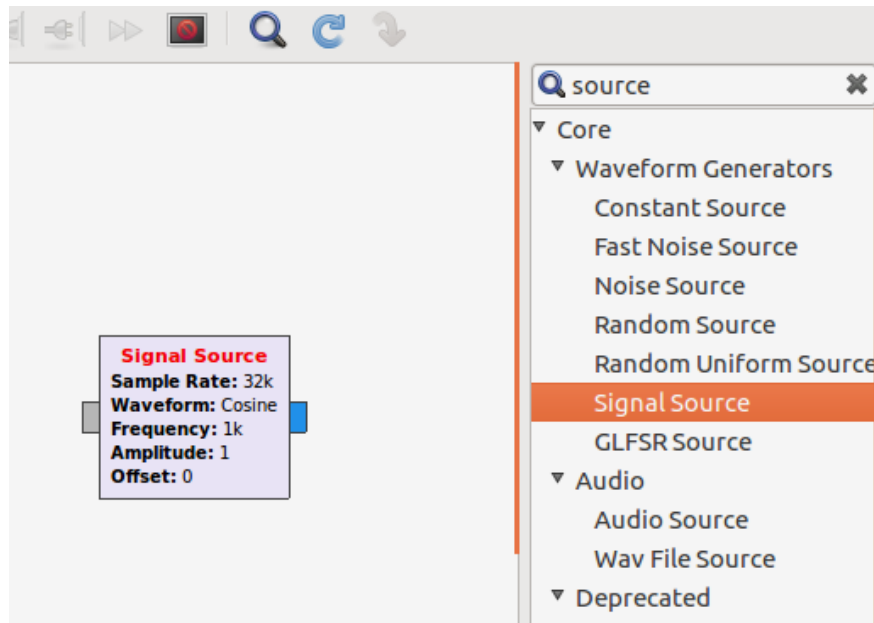 source
Core
Waveform Generators
Constant Source
Fast Noise Source
Noise Source
Random Source
Random Uniform Source
Signal Source
GLFSR Source
Audio
Audio Source
Wav File Source
Deprecated
Signal Source
Sample Rate: 32k
Waveform: Cosine
Frequency: 1k
Amplitude: 1
Offset: 0